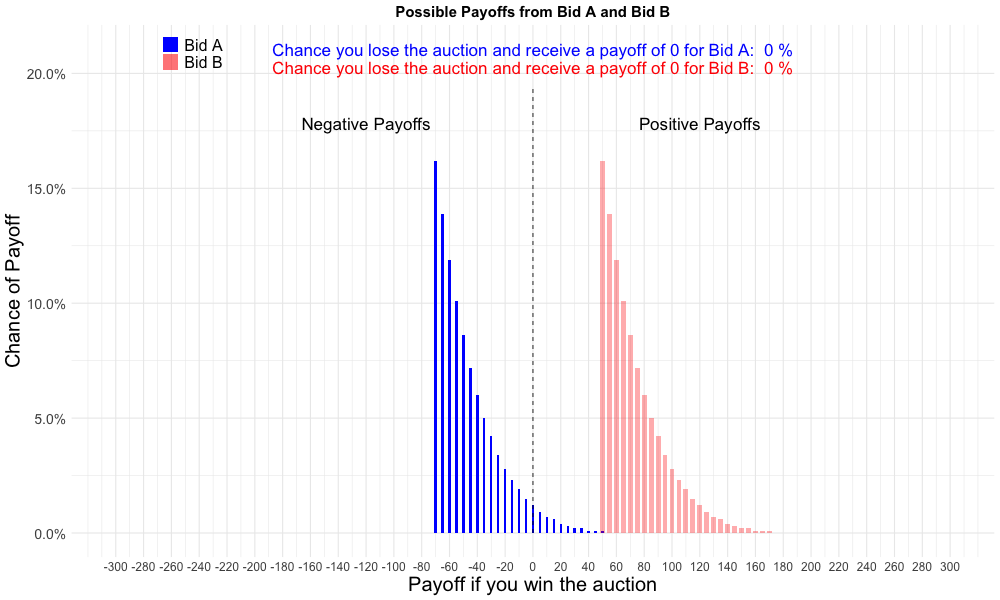 Possible Payoffs from Bid A and Bid B
Bid A
Bid B
Chance you lose the auction and receive a payoff of 0 for Bid A:  0 %
Chance you lose the auction and receive a payoff of 0 for Bid B:  0 %
Negative Payoffs
Positive Payoffs
Chance of Payoff
20.0%
15.0%
10.0%
5.0%
0.0%
-300 -280 -260 -240 -220 -200 -180 -160 -140 -120 -100 -80 -60 -40 -20 0 20 40 60 80 100 120 140 160 180 200 220 240 260 280 300
Payoff if you win the auction